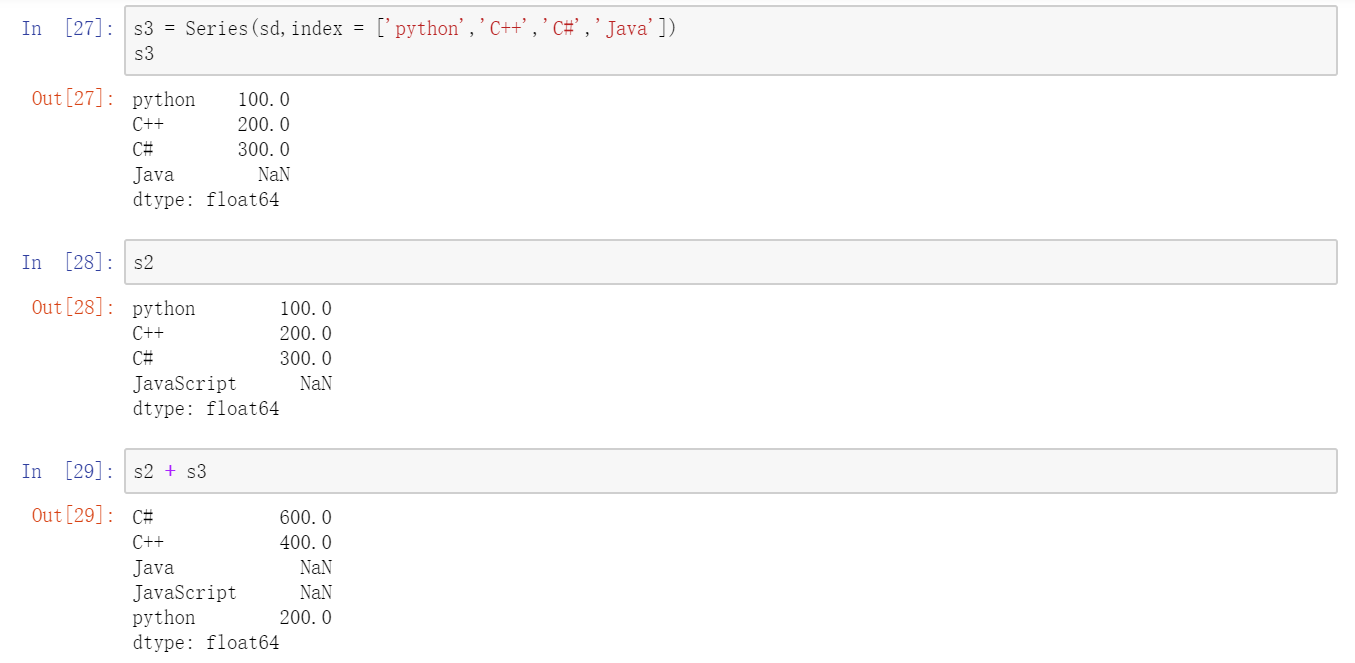 In [27]: s3 = Series(sd,index = ['python','C++','C#','Java'])
s3
Out[27]: python 100.0
C++ 200.0
C# 300.0
Java NaN
dtype: float64
In [28]: s2
Out[28]: python 100.0
C++ 200.0
C# 300.0
JavaScript NaN
dtype: float64
In [29]: s2 + s3
Out[29]: C# 600.0
C++ 400.0
Java NaN
JavaScript NaN
python 200.0
dtype: float64